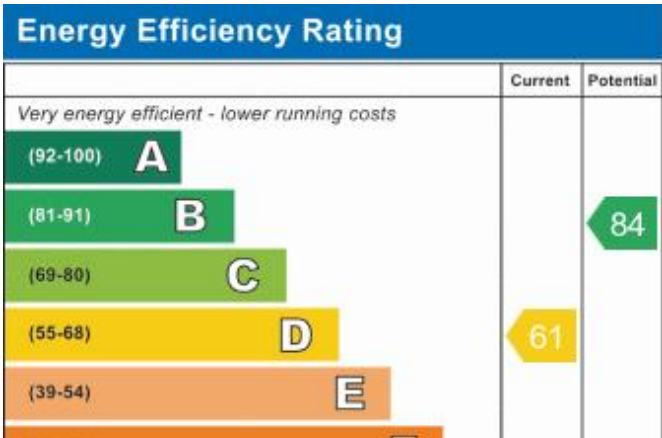 Energy Efficiency Rating
Current Potential
Very energy efficient - lower running costs
(92-100) A
(81-91) B
84
(69-80) C
(55-68) D 61
(39-54) E